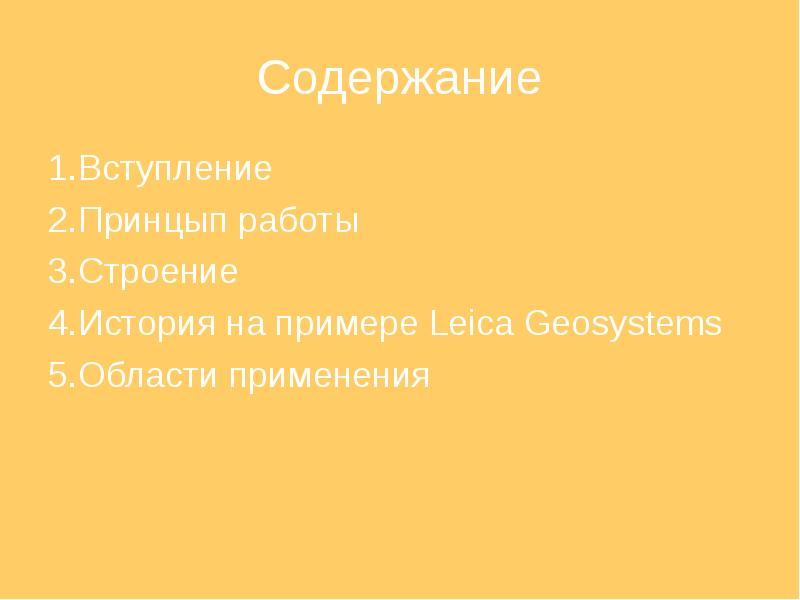 Содержание
1.Вступление
2.Принцып работы
3.Строение
4.История на примере Leica Geosystems
5.Области применения